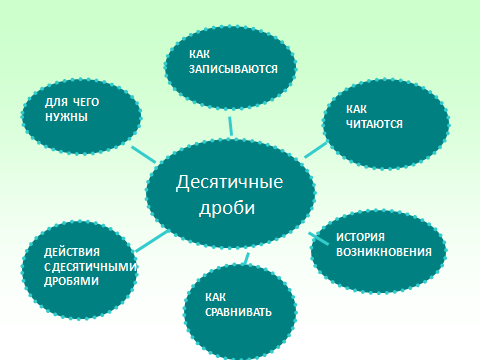 КАК
ЗАПИСЫВАЮТСЯ
ДЛЯ ЧЕГО
НУЖНЫ
КАК
ЧИТАЮТСЯ
Десятичные
дроби
ДЕЙСТВИЯ
С ДЕСЯТИЧНЫМИ
ДРОБЯМИ
ИСТОРИЯ
ВОЗНИКНОВЕНИЯ
КАК
СРАВНИВАТЬ